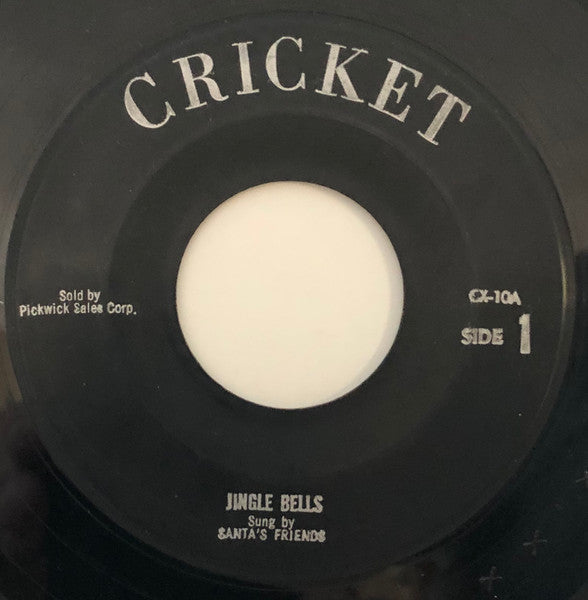 CRICKET
Sold by
Pickwick Sales Corp.
CX-10A
SIDE 1
JINGLE BELLS
Sung by
SANTA'S FRIENDS